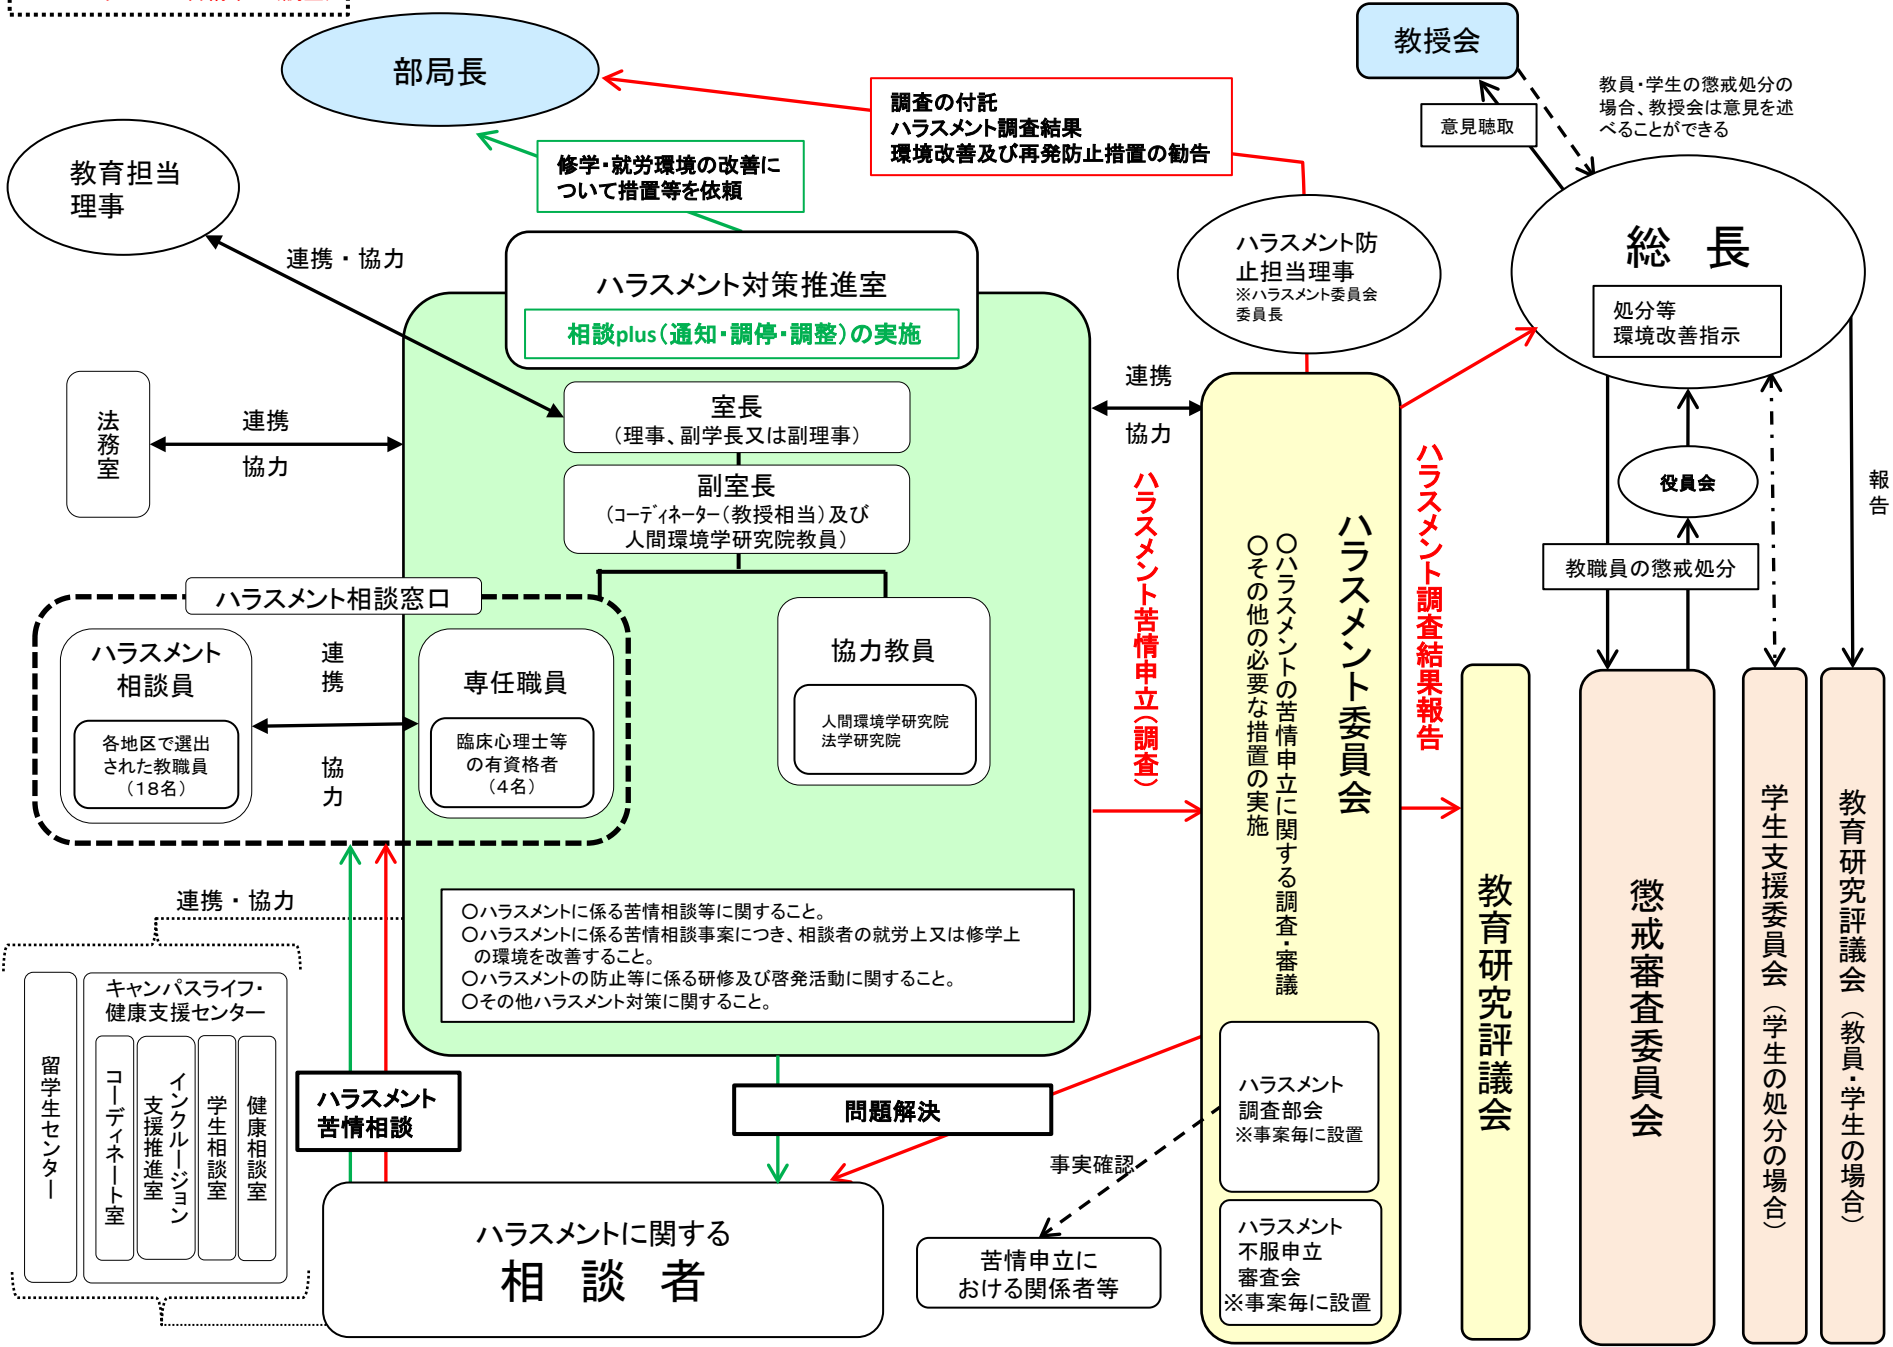 部局長
教授会
教員・学生の懲戒処分の
場合、教授会は意見を述
べることができる
意見聴取
調査の付託
ハラスメント調査結果
環境改善及び再発防止措置の勧告
修学・就労環境の改善に
ついて措置等を依頼
教育担当
理事
連携・協力
ハラスメント対策推進室
相談plus(通知・調停・調整)の実施
ハラスメント防
止担当理事
※ハラスメント委員会
委員長
総 長
処分等
環境改善指示
法務室
連携
協力
室長
(理事、副学長又は副理事)
副室長
(コーディネーター(教授相当)及び
人間環境学研究院教員)
連携
協力
役員会
報告
教職員の懲戒処分
ハラスメント相談窓口
ハラスメント
相談員
各地区で選出
された教職員
(18名)
連携
協力
専任職員
臨床心理士等
の有資格者
(4名)
協力教員
人間環境学研究院
法学研究院
ハラスメント苦情申立(調査)
ハラスメント委員会
○ハラスメントの苦情申立に関する調査・審議
○その他の必要な措置の実施
ハラスメント調査結果報告
教育研究評議会
懲戒審査委員会
学生支援委員会(学生の処分の場合)
教育研究評議会(教員・学生の場合)
○ハラスメントに係る苦情相談等に関すること。
○ハラスメントに係る苦情相談事案につき、相談者の就労上又は修学上
の環境を改善すること。
○ハラスメントの防止等に係る研修及び啓発活動に関すること。
○その他ハラスメント対策に関すること。
連携・協力
留学生センター
キャンパスライフ・
健康支援センター
コーディネート室
インクルージョン
支援推進室
学生相談室
健康相談室
ハラスメント
苦情相談
問題解決
ハラスメント
調査部会
※事案毎に設置
事実確認
ハラスメントに関する
相 談 者
苦情申立に
おける関係者等
ハラスメント
不服申立
審査会
※事案毎に設置